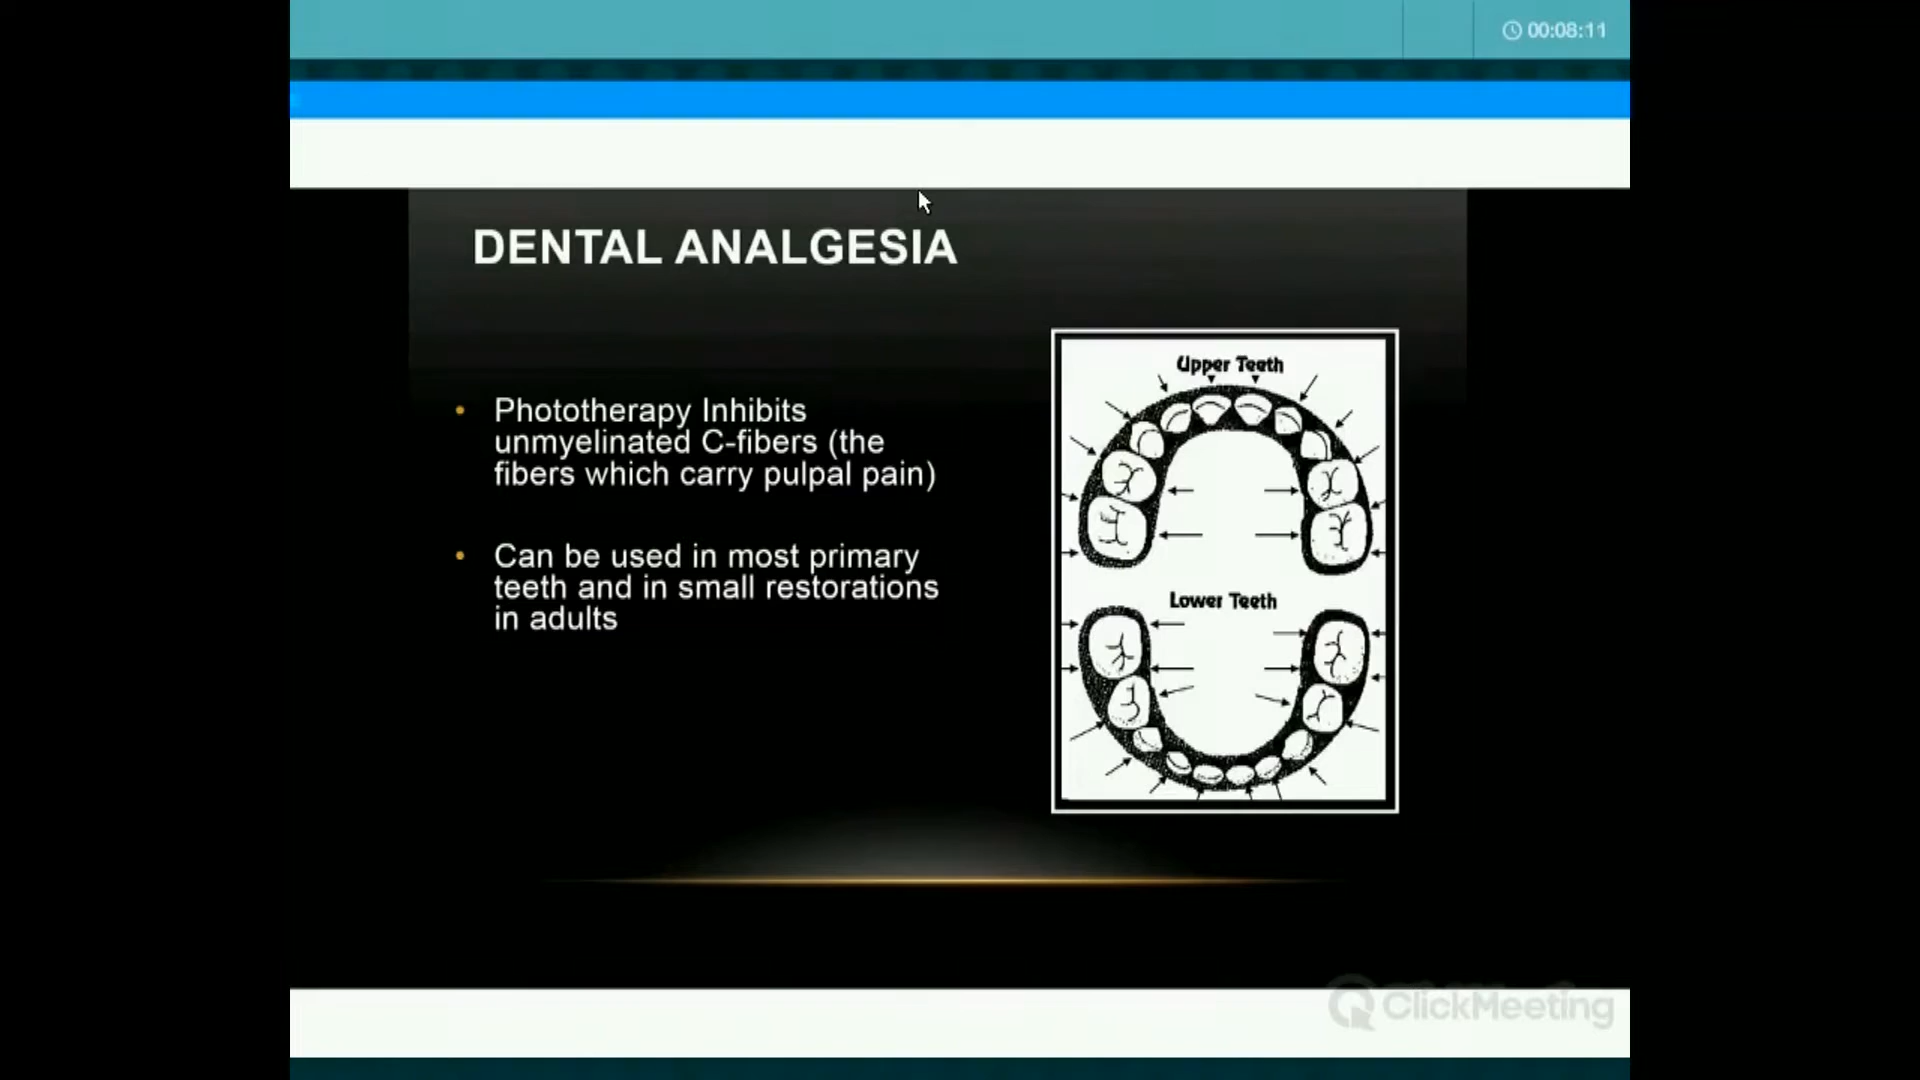 00:08:11
DENTAL ANALGESIA
• Phototherapy Inhibits
unmyelinated C-fibers (the
fibers which carry pulpal pain)
• Can be used in most primary
teeth and in small restorations
in adults
Upper Teeth
Lower Teeth
ClickMeeting